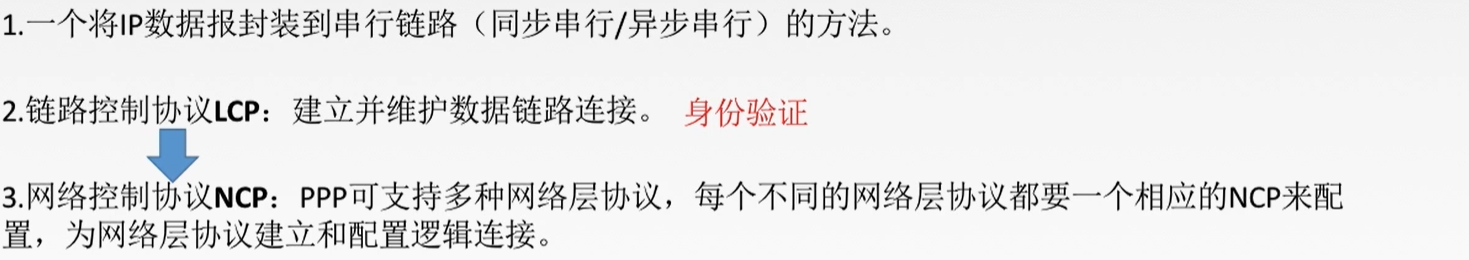 1.一个将IP数据报封装到串行链路（同步串行/异步串行）的方法。
2.链路控制协议LCP：建立并维护数据链路连接。 身份验证
3.网络控制协议NCP：PPP可支持多种网络层协议，每个不同的网络层协议都要一个相应的NCP来配
置，为网络层协议建立和配置逻辑连接。